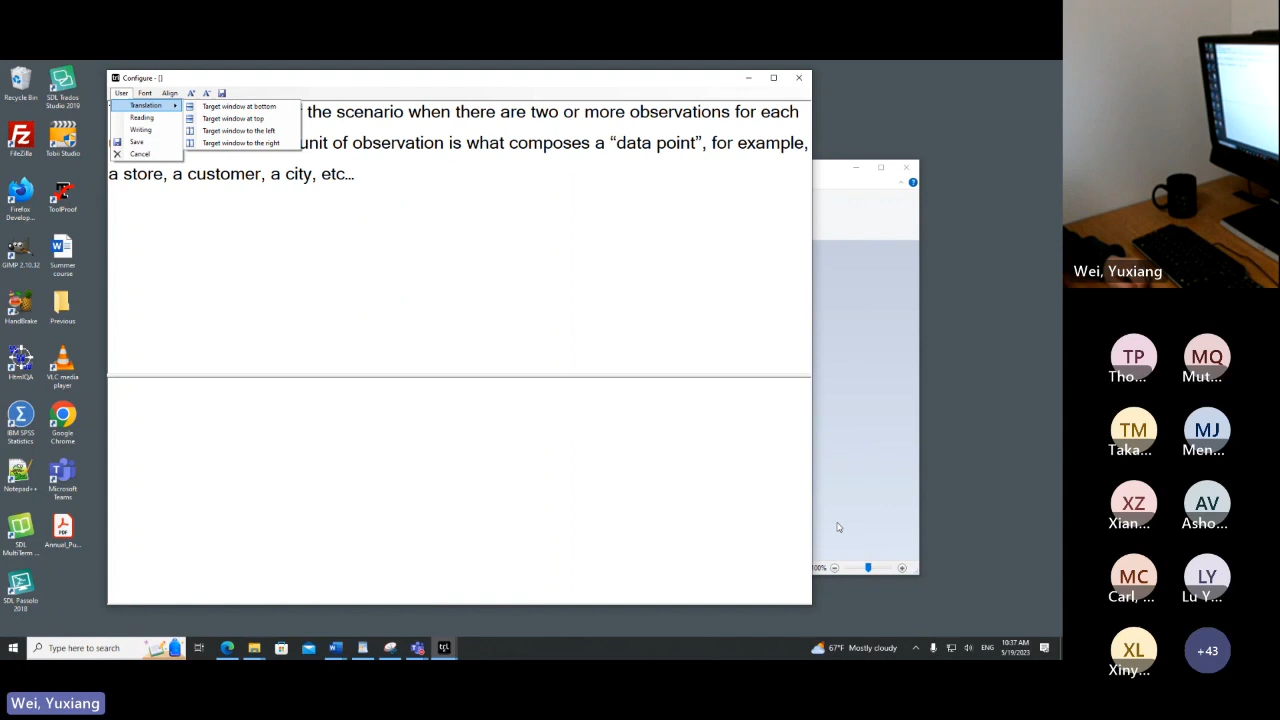 Recycle Bin
SDL Trados
Studio 2019
FileZilla
Tobii Studio
Firefox
Develop...
ToolProof
GIMP 2.10.32
Summer
course
HandBrake
Previous
HtmlQA
VLC media
player
IBM SPSS
Statistics
Google
Chrome
Notepad++
Microsoft
Teams
SDL
MultiTerm ...
Annual_Pu...
SDL Passolo
2018
Configure - []
User Font Align A A
Translation
Reading
Writing
Save
Cancel
Target window at bottom
Target window at top
Target window to the left
Target window to the right
the scenario when there are two or more observations for each
unit of observation is what composes a “data point”, for example,
a store, a customer, a city, etc…
100%
Type here to search
67°F Mostly cloudy
ENG
10:37 AM
5/19/2023
Wei, Yuxiang
TP
Tho...
MQ
Mut...
TM
Taka...
MJ
Men...
XZ
Xian...
AV
Asho...
MC
Carl, ...
LY
Lu Y...
XL
Xiny...
+43
Wei, Yuxiang